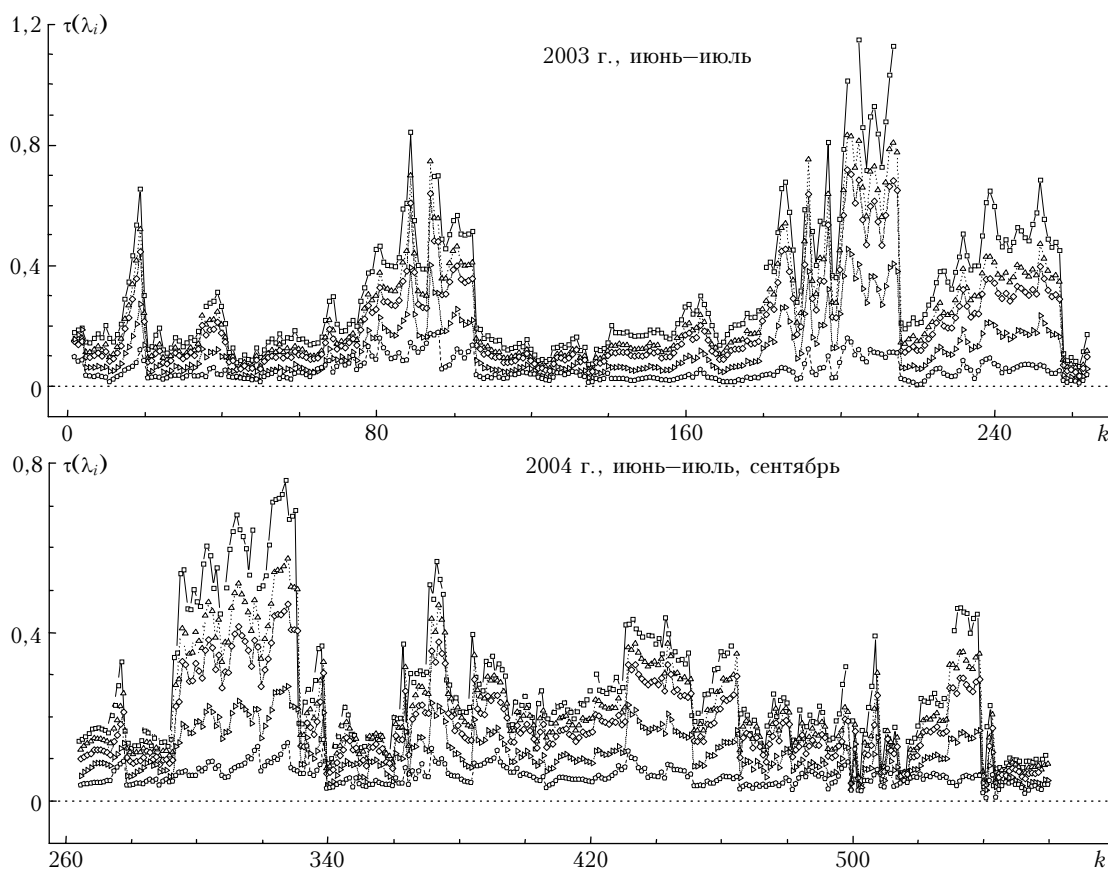 τ(λi)
1,2
0,8
0,4
0
2003 г., июнь–июль
0 80 160 240 k
τ(λi)
0,8
0,4
0
2004 г., июнь–июль, сентябрь
260 340 420 500 k